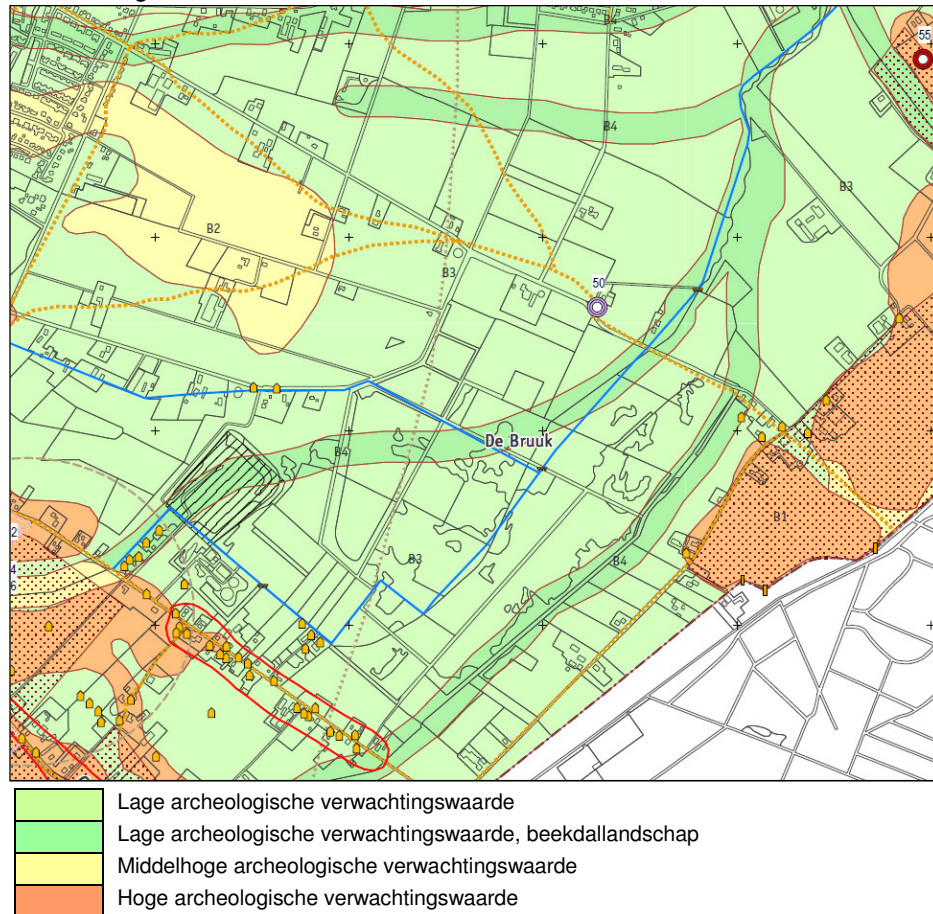 B4
55
B4
B3
B2
B3
50
De Bruuk
B4
B1
2
B3
B4
4
6
Lage archeologische verwachtingswaarde
Lage archeologische verwachtingswaarde, beekdallandschap
Middelhoge archeologische verwachtingswaarde
Hoge archeologische verwachtingswaarde